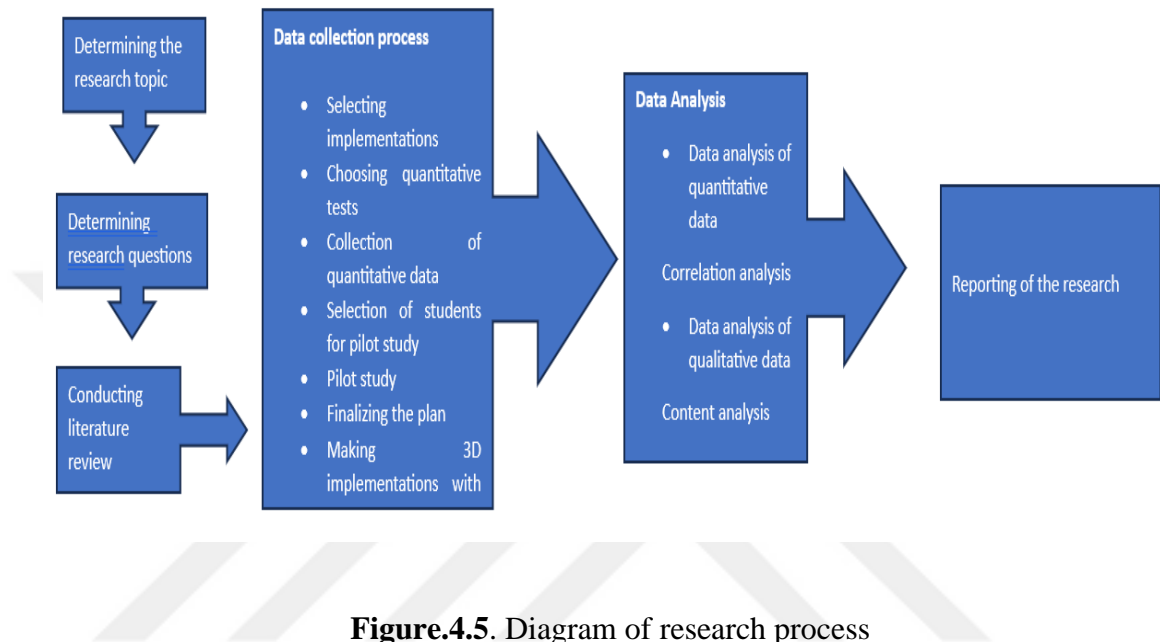 Determining the
research topic
Determining
research questions
Conducting
literature
review
Data collection process
• Selecting
implementations
• Choosing quantitative
tests
• Collection of
quantitative data
• Selection of students
for pilot study
• Pilot study
• Finalizing the plan
• Making 3D
implementations with
Data Analysis
• Data analysis of
quantitative
data
Correlation analysis
• Data analysis of
qualitative data
Content analysis
Reporting of the research
Figure.4.5. Diagram of research process